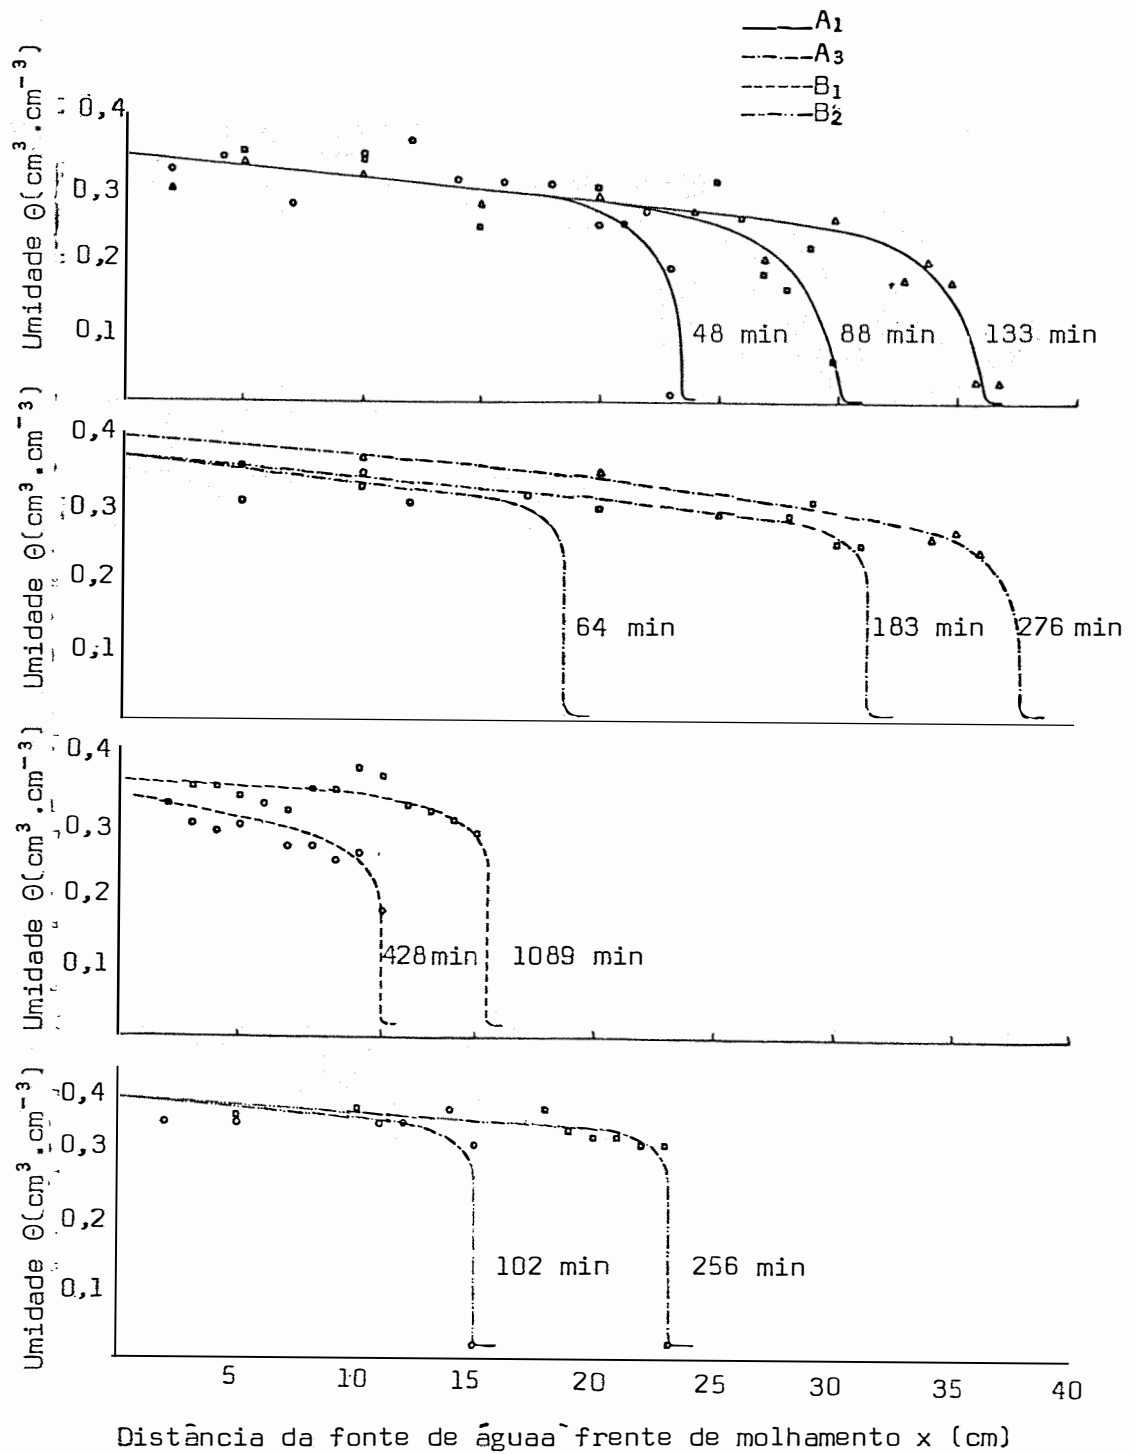 A1
A3
B1
B2
Umidade Θ(cm³.cm⁻³)
0,4
0,3
0,2
0,1
48 min
88 min
133 min
Umidade Θ(cm³.cm⁻³)
0,4
0,3
0,2
0,1
64 min
183 min
276 min
Umidade Θ(cm³.cm⁻³)
0,4
0,3
0,2
0,1
428min
1089 min
Umidade Θ(cm³.cm⁻³)
0,4
0,3
0,2
0,1
102 min
256 min
5 10 15 20 25 30 35 40
Distância da fonte de águaa frente de molhamento x (cm)